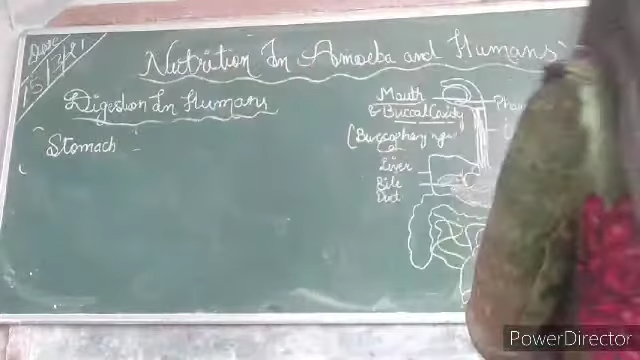 Date
15/3/21
Nutrition In Amoeba and Humans
Digestion In Humans
Stomach :-
Mouth
& Buccal Cavity
(Buccopharyngeal
Liver
Bile
Duct
PowerDirector